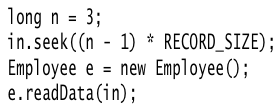 long n = 3;
in.seek((n - 1) * RECORD_SIZE);
Employee e = new Employee();
e.readData(in);